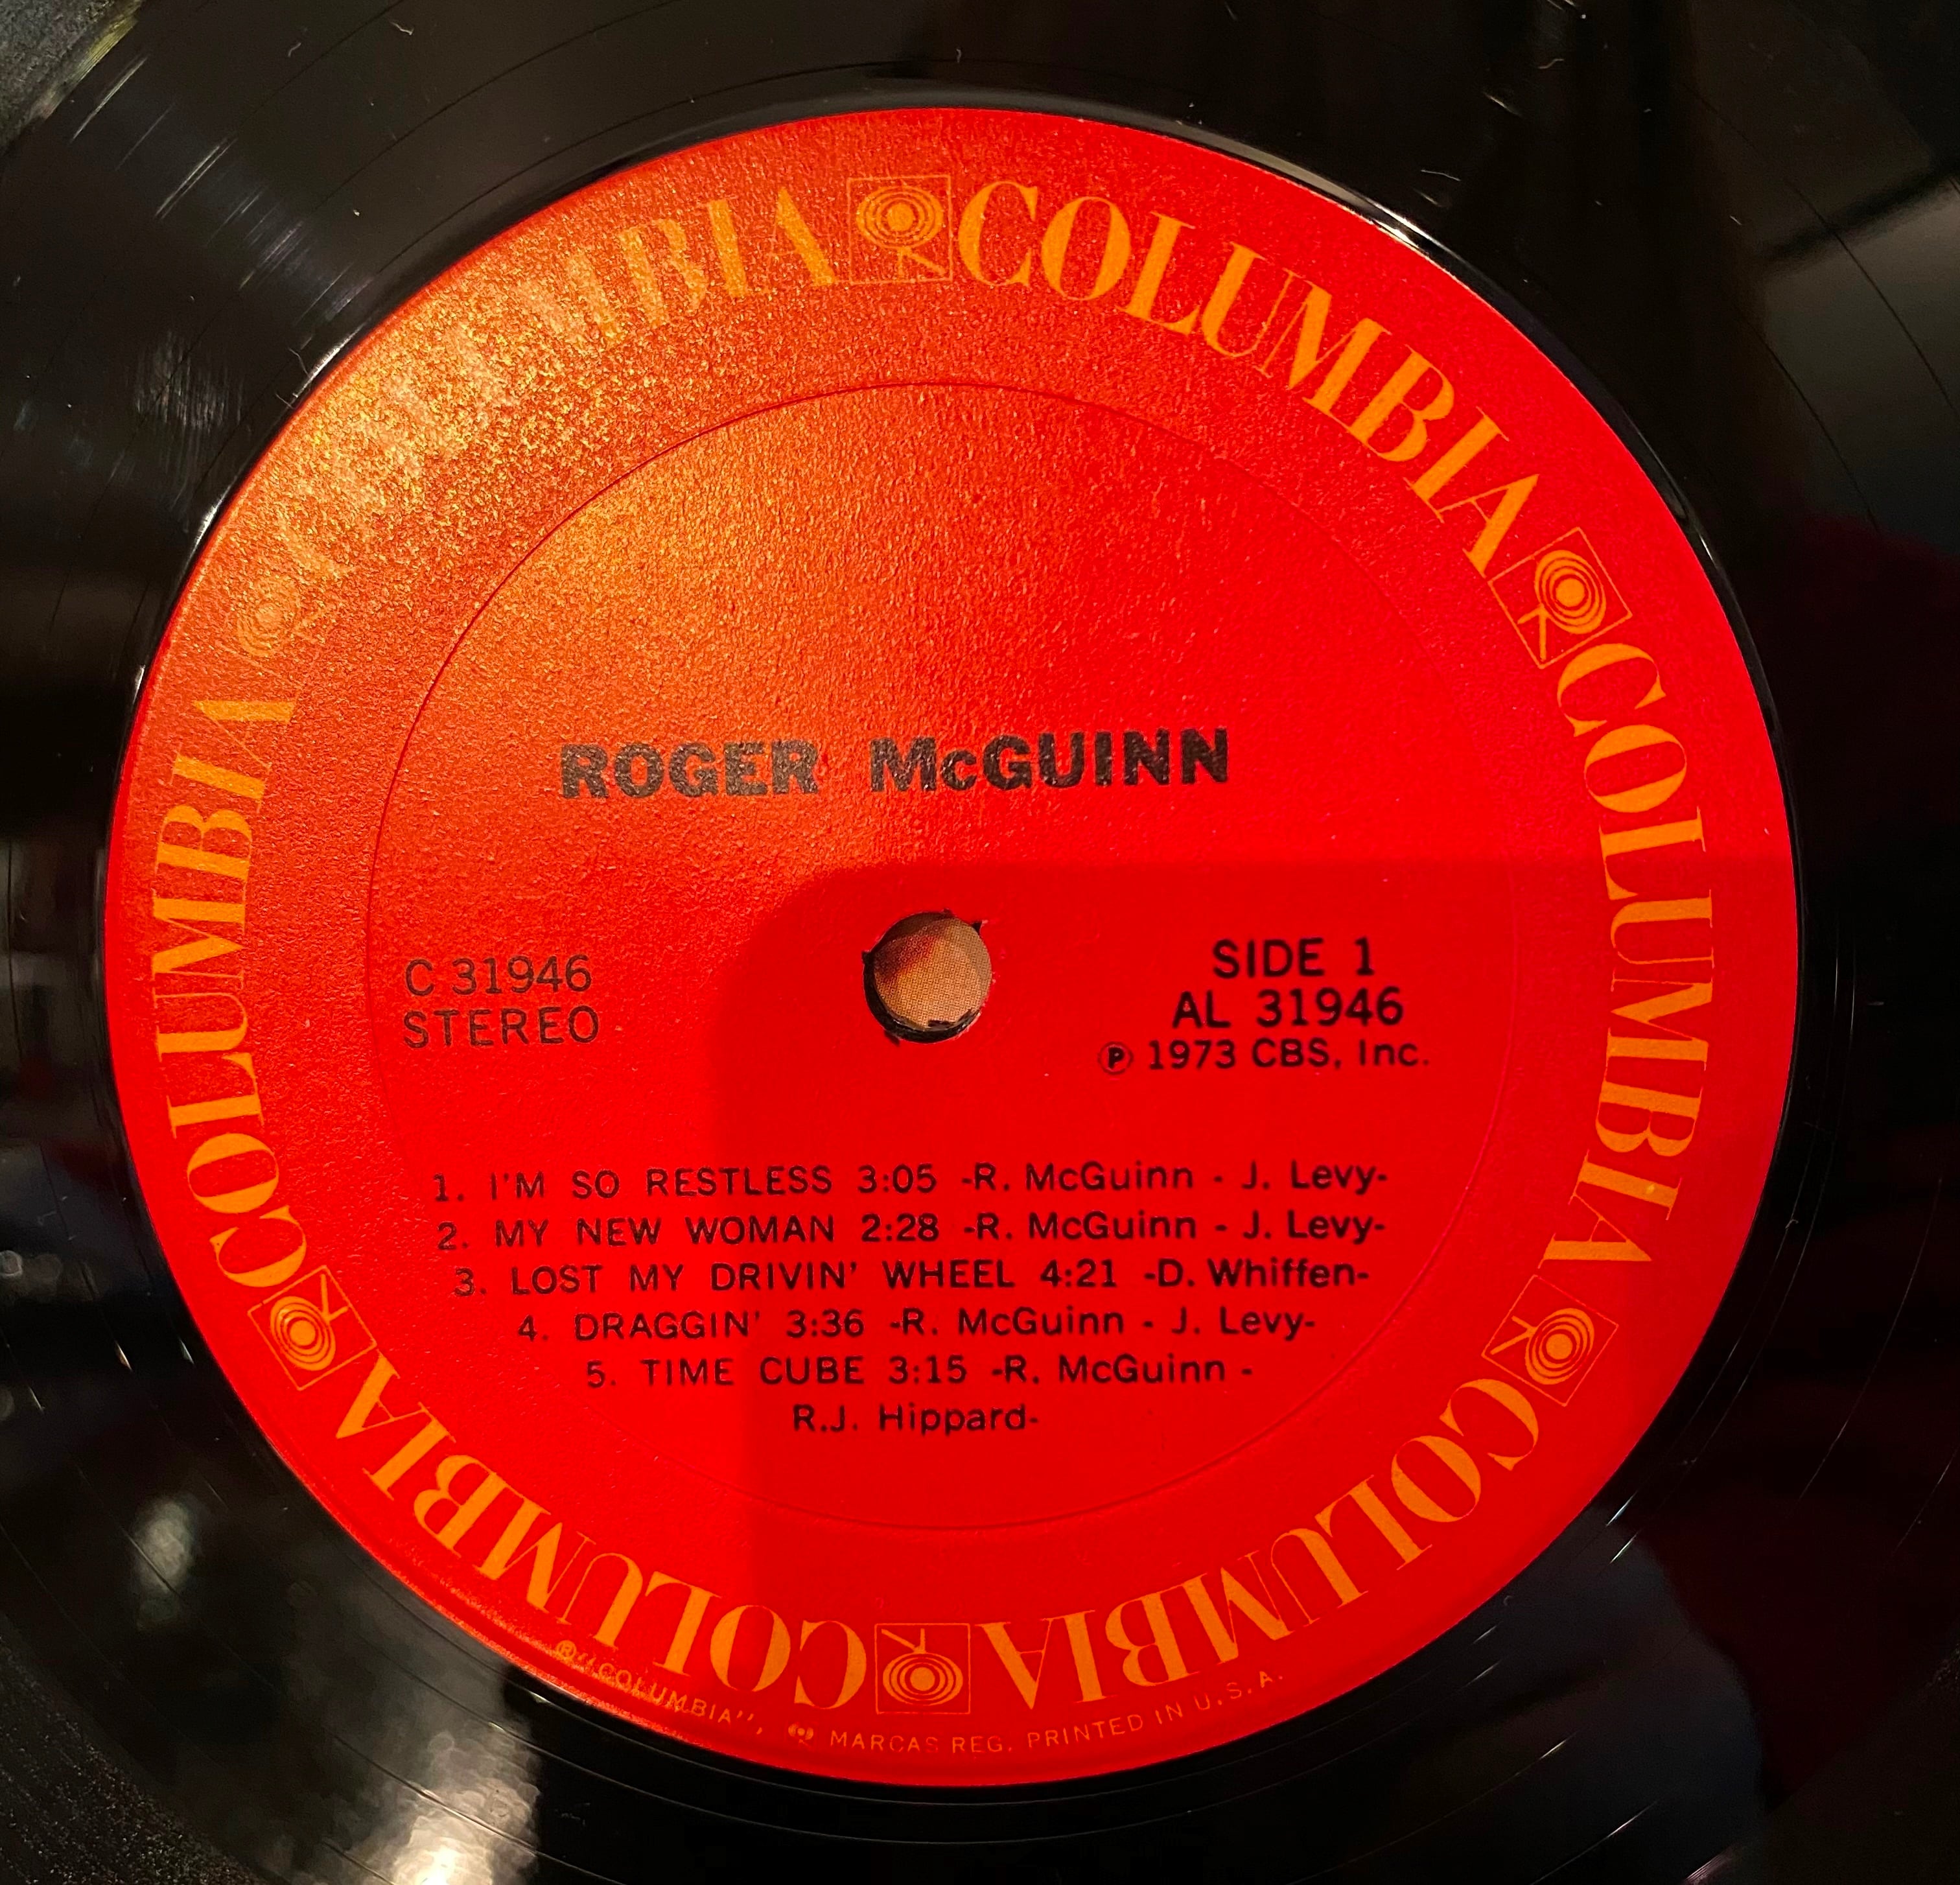 COLUMBIA COLUMBIA COLUMBIA COLUMBIA COLUMBIA COLUMBIA
ROGER McGUINN
C 31946
STEREO
SIDE 1
AL 31946
Ⓟ 1973 CBS, Inc.
1. I'M SO RESTLESS 3:05 -R. McGuinn - J. Levy-
2. MY NEW WOMAN 2:28 -R. McGuinn - J. Levy-
3. LOST MY DRIVIN' WHEEL 4:21 -D. Whiffen-
4. DRAGGIN' 3:36 -R. McGuinn - J. Levy-
5. TIME CUBE 3:15 -R. McGuinn -
R.J. Hippard-
® "COLUMBIA", MARCAS REG. PRINTED IN U.S.A.